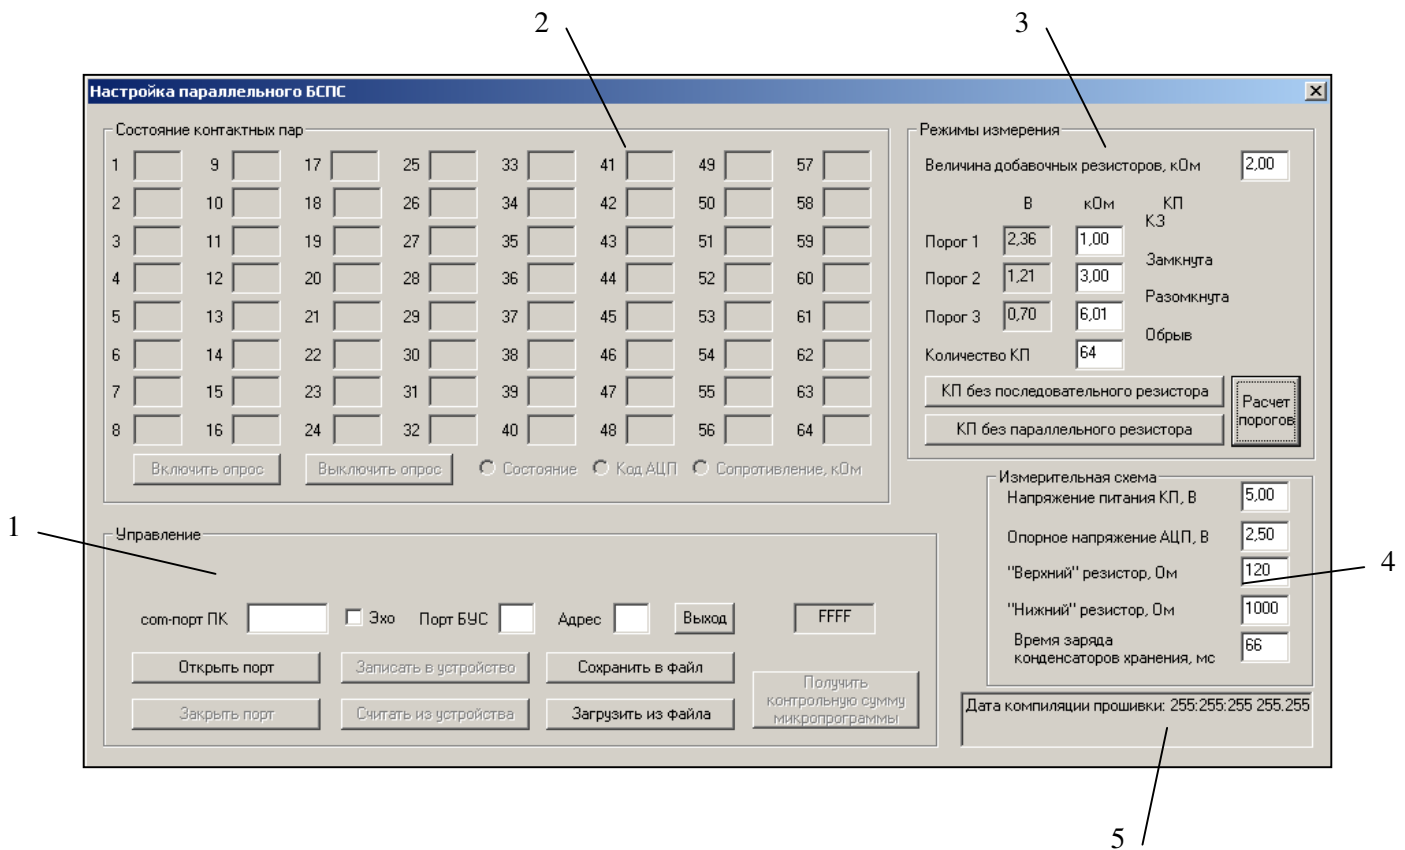 2 3
Настройка параллельного БСПС
Состояние контактных пар
1 9 17 25 33 41 49 57
2 10 18 26 34 42 50 58
3 11 19 27 35 43 51 59
4 12 20 28 36 44 52 60
5 13 21 29 37 45 53 61
6 14 22 30 38 46 54 62
7 15 23 31 39 47 55 63
8 16 24 32 40 48 56 64
Включить опрос Выключить опрос Состояние Код АЦП Сопротивление, кОм
Режимы измерения
Величина добавочных резисторов, кОм 2,00
В кОм КП
КЗ
Порог 1 2,36 1,00
Замкнута
Порог 2 1,21 3,00
Разомкнута
Порог 3 0,70 6,01
Обрыв
Количество КП 64
КП без последовательного резистора
КП без параллельного резистора
Расчет
порогов
Измерительная схема
Напряжение питания КП, В 5,00
Опорное напряжение АЦП, В 2,50
"Верхний" резистор, Ом 120
"Нижний" резистор, Ом 1000
Время заряда
конденсаторов хранения, мс 66
4
1
Управление
com-порт ПК Эхо Порт БУС Адрес Выход FFFF
Открыть порт Записать в устройство Сохранить в файл
Закрыть порт Считать из устройства Загрузить из файла
Получить
контрольную сумму
микропрограммы
Дата компиляции прошивки: 255:255:255 255.255
5